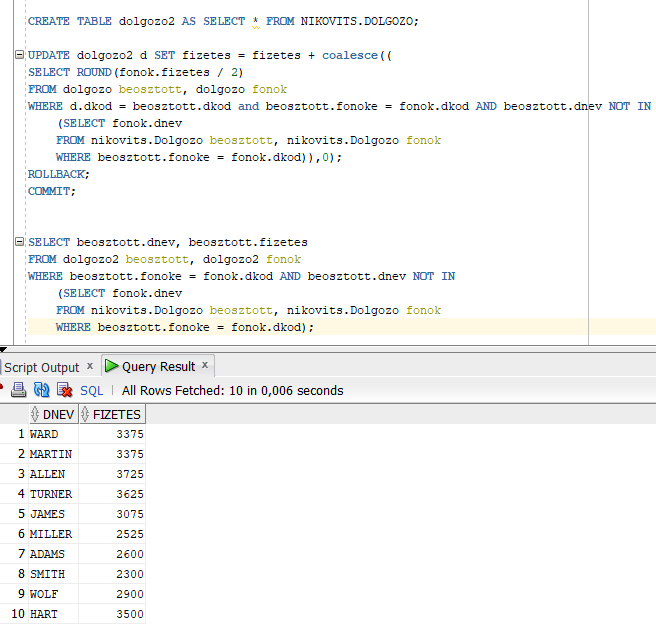 CREATE TABLE dolgozo2 AS SELECT * FROM NIKOVITS.DOLGOZO;
UPDATE dolgozo2 d SET fizetes = fizetes + coalesce((
SELECT ROUND(fonok.fizetes / 2)
FROM dolgozo beosztott, dolgozo fonok
WHERE d.dkod = beosztott.dkod and beosztott.fonoke = fonok.dkod AND beosztott.dnev NOT IN
(SELECT fonok.dnev
FROM nikovits.Dolgozo beosztott, nikovits.Dolgozo fonok
WHERE beosztott.fonoke = fonok.dkod)),0);
ROLLBACK;
COMMIT;
SELECT beosztott.dnev, beosztott.fizetes
FROM dolgozo2 beosztott, dolgozo2 fonok
WHERE beosztott.fonoke = fonok.dkod AND beosztott.dnev NOT IN
(SELECT fonok.dnev
FROM nikovits.Dolgozo beosztott, nikovits.Dolgozo fonok
WHERE beosztott.fonoke = fonok.dkod);
Script Output x Query Result x
SQL | All Rows Fetched: 10 in 0,006 seconds
DNEV FIZETES
1 WARD 3375
2 MARTIN 3375
3 ALLEN 3725
4 TURNER 3625
5 JAMES 3075
6 MILLER 2525
7 ADAMS 2600
8 SMITH 2300
9 WOLF 2900
10 HART 3500